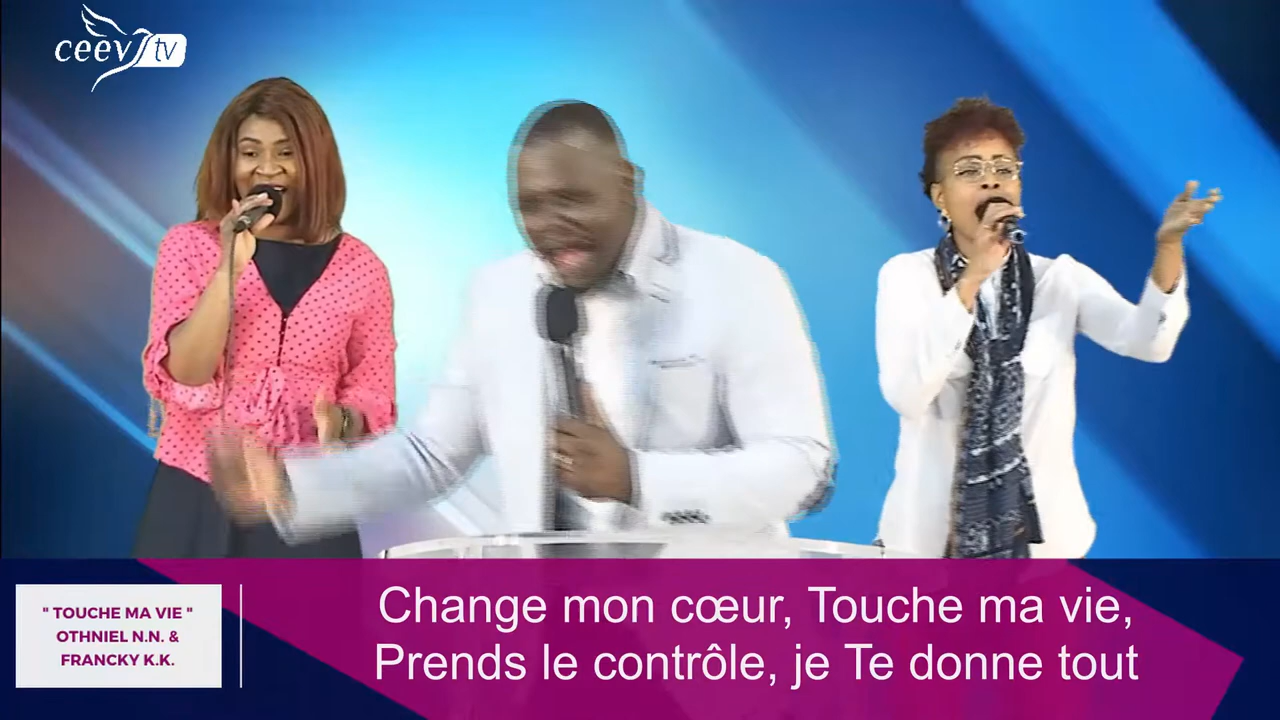 ceev tv
" TOUCHE MA VIE "
OTHNIEL N.N. &
FRANCKY K.K.
Change mon cœur, Touche ma vie,
Prends le contrôle, je Te donne tout